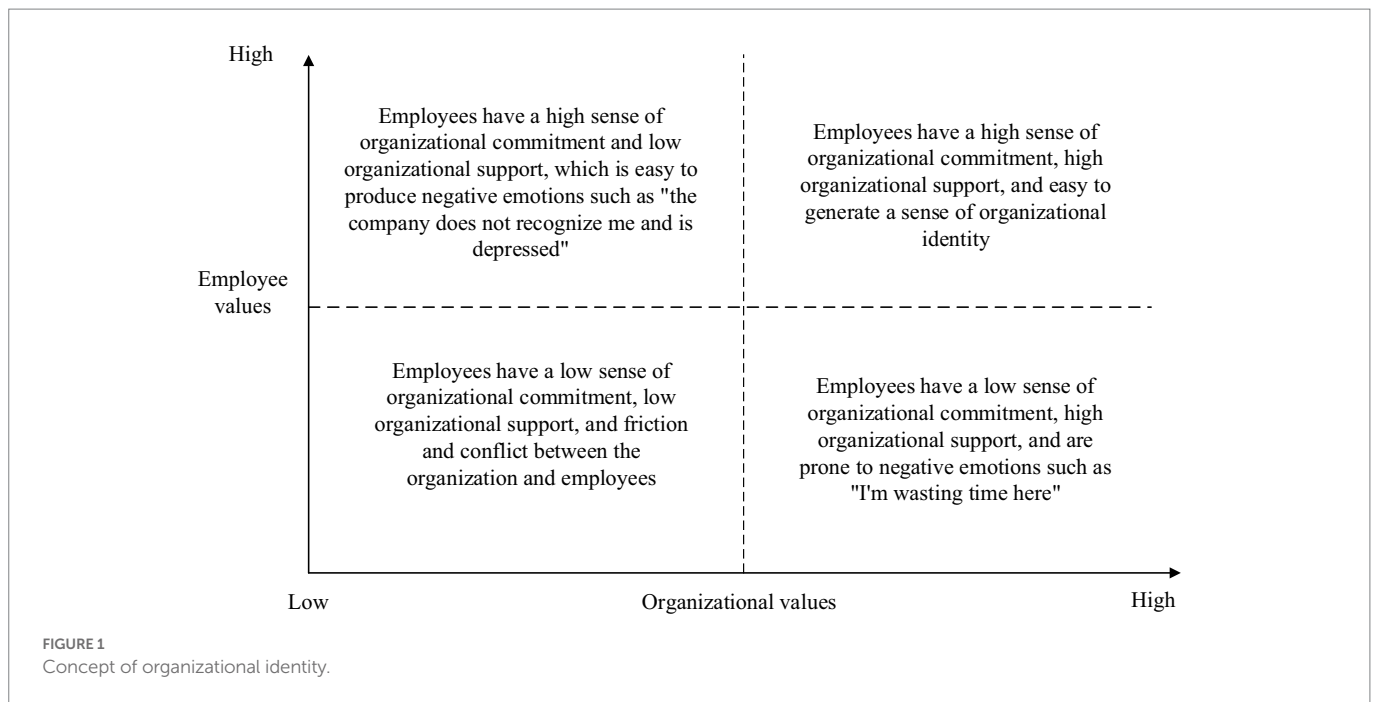 High
Employees have a high sense of
organizational commitment and low
organizational support, which is easy to
produce negative emotions such as "the
company does not recognize me and is
depressed"
Employees have a high sense of
organizational commitment, high
organizational support, and easy to
generate a sense of organizational
identity
Employee
values
Employees have a low sense of
organizational commitment, low
organizational support, and friction
and conflict between the
organization and employees
Employees have a low sense of
organizational commitment, high
organizational support, and are
prone to negative emotions such as
"I'm wasting time here"
Low
Organizational values
High
FIGURE 1
Concept of organizational identity.